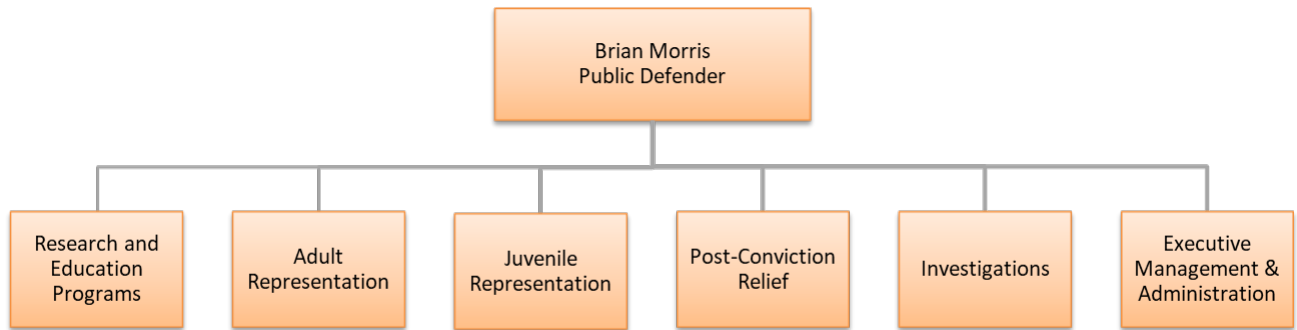 Brian Morris
Public Defender
Research and
Education
Programs
Adult
Representation
Juvenile
Representation
Post-Conviction
Relief
Investigations
Executive
Management &
Administration